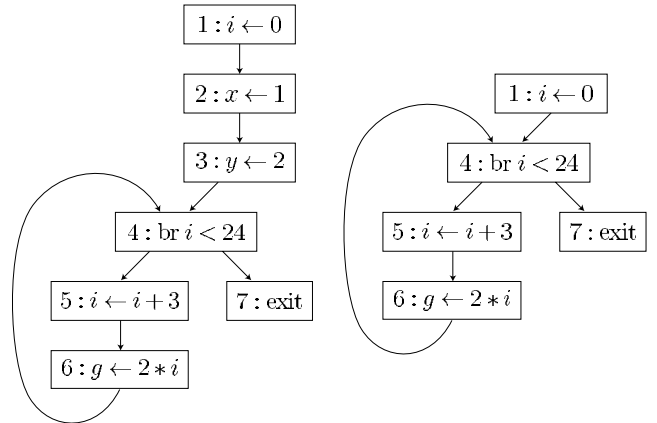 1 : i ← 0
2 : x ← 1
3 : y ← 2
4 : br i < 24
5 : i ← i + 3
7 : exit
6 : g ← 2 * i
1 : i ← 0
4 : br i < 24
5 : i ← i + 3
7 : exit
6 : g ← 2 * i